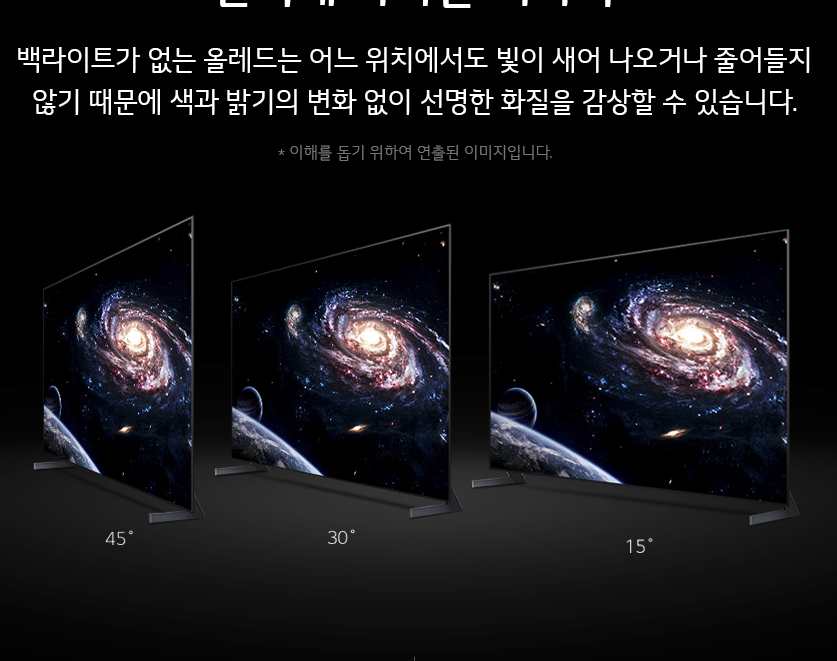 백라이트가 없는 올레드는 어느 위치에서도 빛이 새어 나오거나 줄어들지
않기 때문에 색과 밝기의 변화 없이 선명한 화질을 감상할 수 있습니다.
* 이해를 돕기 위하여 연출된 이미지입니다.
45°
30°
15°